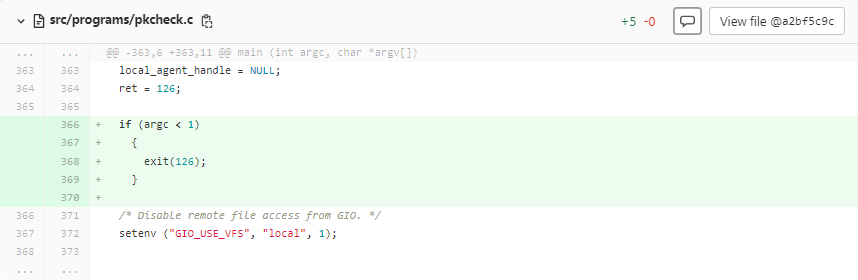 src/programs/pkcheck.c +5 -0 View file @a2bf5c9c
... ... @@ -363,6 +363,11 @@ main (int argc, char *argv[])
363 363 local_agent_handle = NULL;
364 364 ret = 126;
365 365
366 + if (argc < 1)
367 + {
368 + exit(126);
369 + }
370 +
366 371 /* Disable remote file access from GIO. */
367 372 setenv ("GIO_USE_VFS", "local", 1);
368 373
... ...